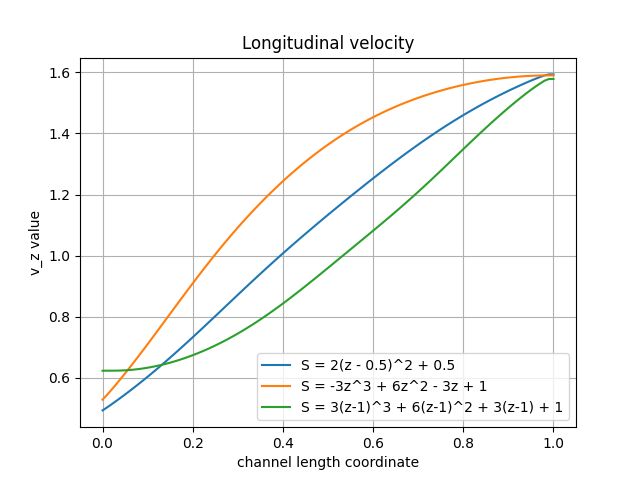 Longitudinal velocity
v_z value
1.6
1.4
1.2
1.0
0.8
0.6
S = 2(z - 0.5)^2 + 0.5
S = -3z^3 + 6z^2 - 3z + 1
S = 3(z-1)^3 + 6(z-1)^2 + 3(z-1) + 1
0.0 0.2 0.4 0.6 0.8 1.0
channel length coordinate